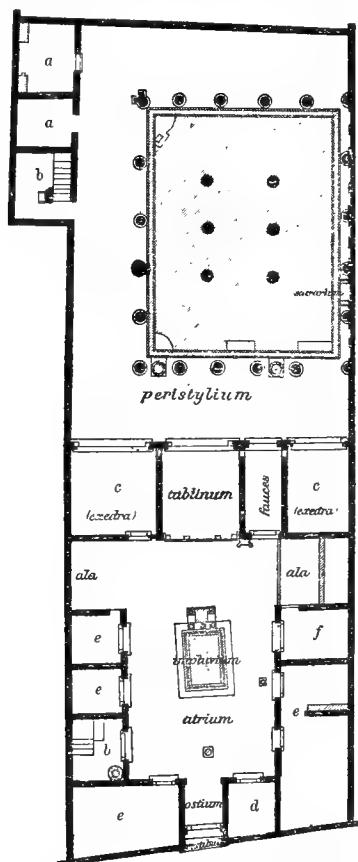 a
a
b
sacrarium
peristylium
c
(exedra)
tablinum
fauces
c
(exedra)
ala
ala
e
impluvium
f
e
e
atrium
b
e
ostium
d